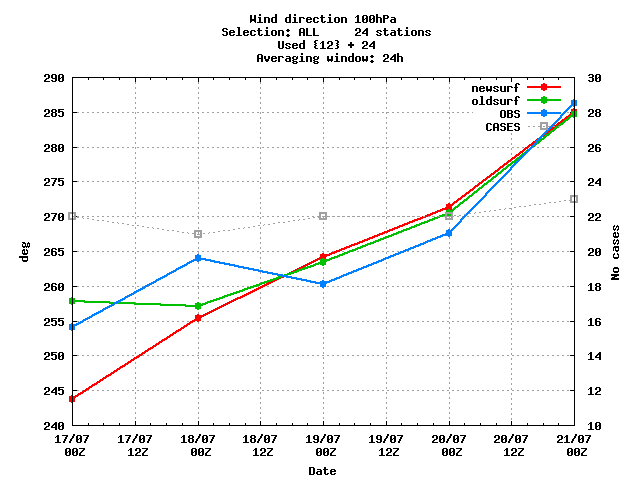 Wind direction 100hPa
Selection: ALL     24 stations
Used {12} + 24
Averaging window: 24h
newsurf
oldsurf
OBS
CASES
deg
290
285
280
275
270
265
260
255
250
245
240
30
28
26
24
22
20
18
16
14
12
10
No cases
17/07 17/07 18/07 18/07 19/07 19/07 20/07 20/07 21/07
00Z 12Z 00Z 12Z 00Z 12Z 00Z 12Z 00Z
Date